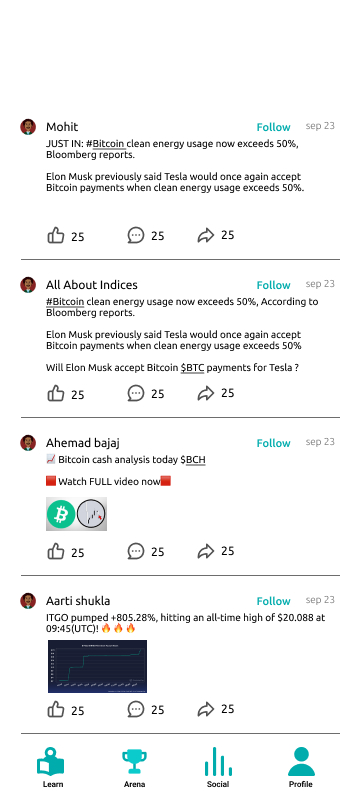 Mohit Follow sep 23
JUST IN: #Bitcoin clean energy usage now exceeds 50%,
Bloomberg reports.
Elon Musk previously said Tesla would once again accept
Bitcoin payments when clean energy usage exceeds 50%.
25 25 25
All About Indices Follow sep 23
#Bitcoin clean energy usage now exceeds 50%, According to
Bloomberg reports.
Elon Musk previously said Tesla would once again accept
Bitcoin payments when clean energy usage exceeds 50%
Will Elon Musk accept Bitcoin $BTC payments for Tesla ?
25 25 25
Ahemad bajaj Follow sep 23
📈 Bitcoin cash analysis today $BCH
🟥 Watch FULL video now🟥
25 25 25
Aarti shukla Follow sep 23
ITGO pumped +805.28%, hitting an all-time high of $20.088 at
09:45(UTC)! 🔥 🔥 🔥
25 25 25
Learn Arena Social Profile